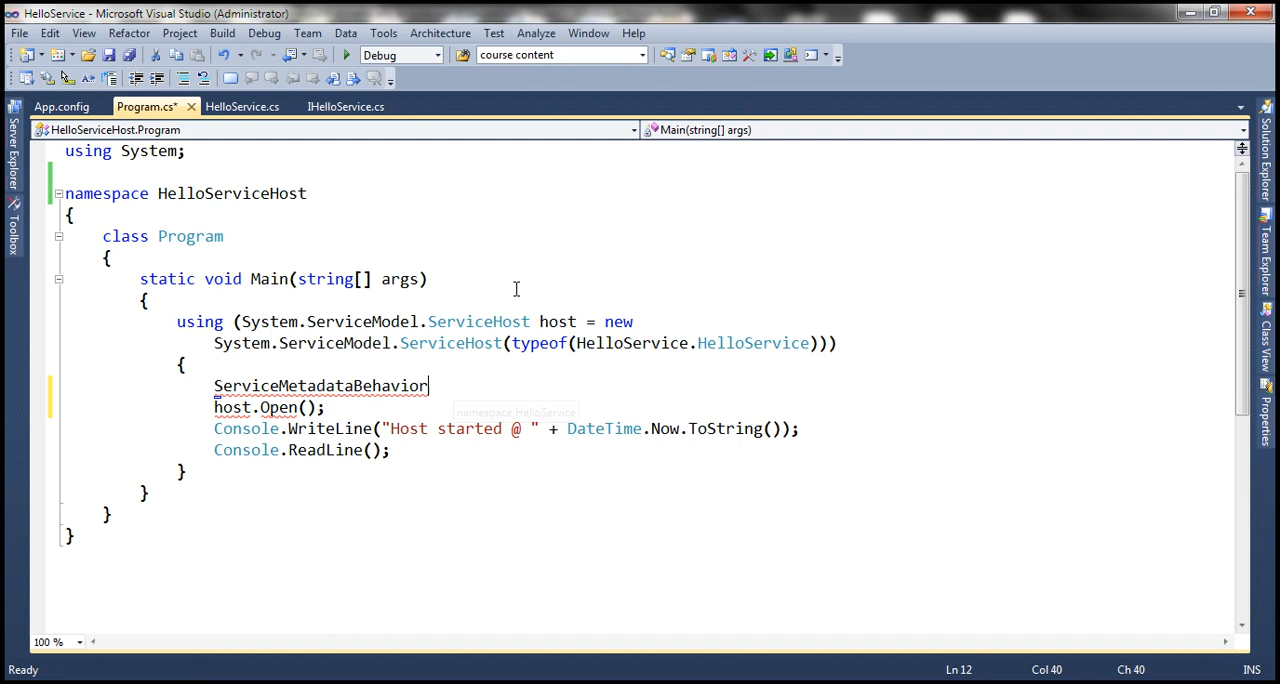 HelloService - Microsoft Visual Studio (Administrator)
File Edit View Refactor Project Build Debug Team Data Tools Architecture Test Analyze Window Help
Debug course content
App.config Program.cs* HelloService.cs IHelloService.cs
HelloServiceHost.Program Main(string[] args)
using System;
namespace HelloServiceHost
{
class Program
{
static void Main(string[] args)
{
using (System.ServiceModel.ServiceHost host = new
System.ServiceModel.ServiceHost(typeof(HelloService.HelloService)))
{
ServiceMetadataBehavior
host.Open();
namespace HelloService
Console.WriteLine("Host started @ " + DateTime.Now.ToString());
Console.ReadLine();
}
}
}
}
100 %
Ready Ln 12 Col 40 Ch 40 INS
Server Explorer
Toolbox
Solution Explorer
Team Explorer
Class View
Properties